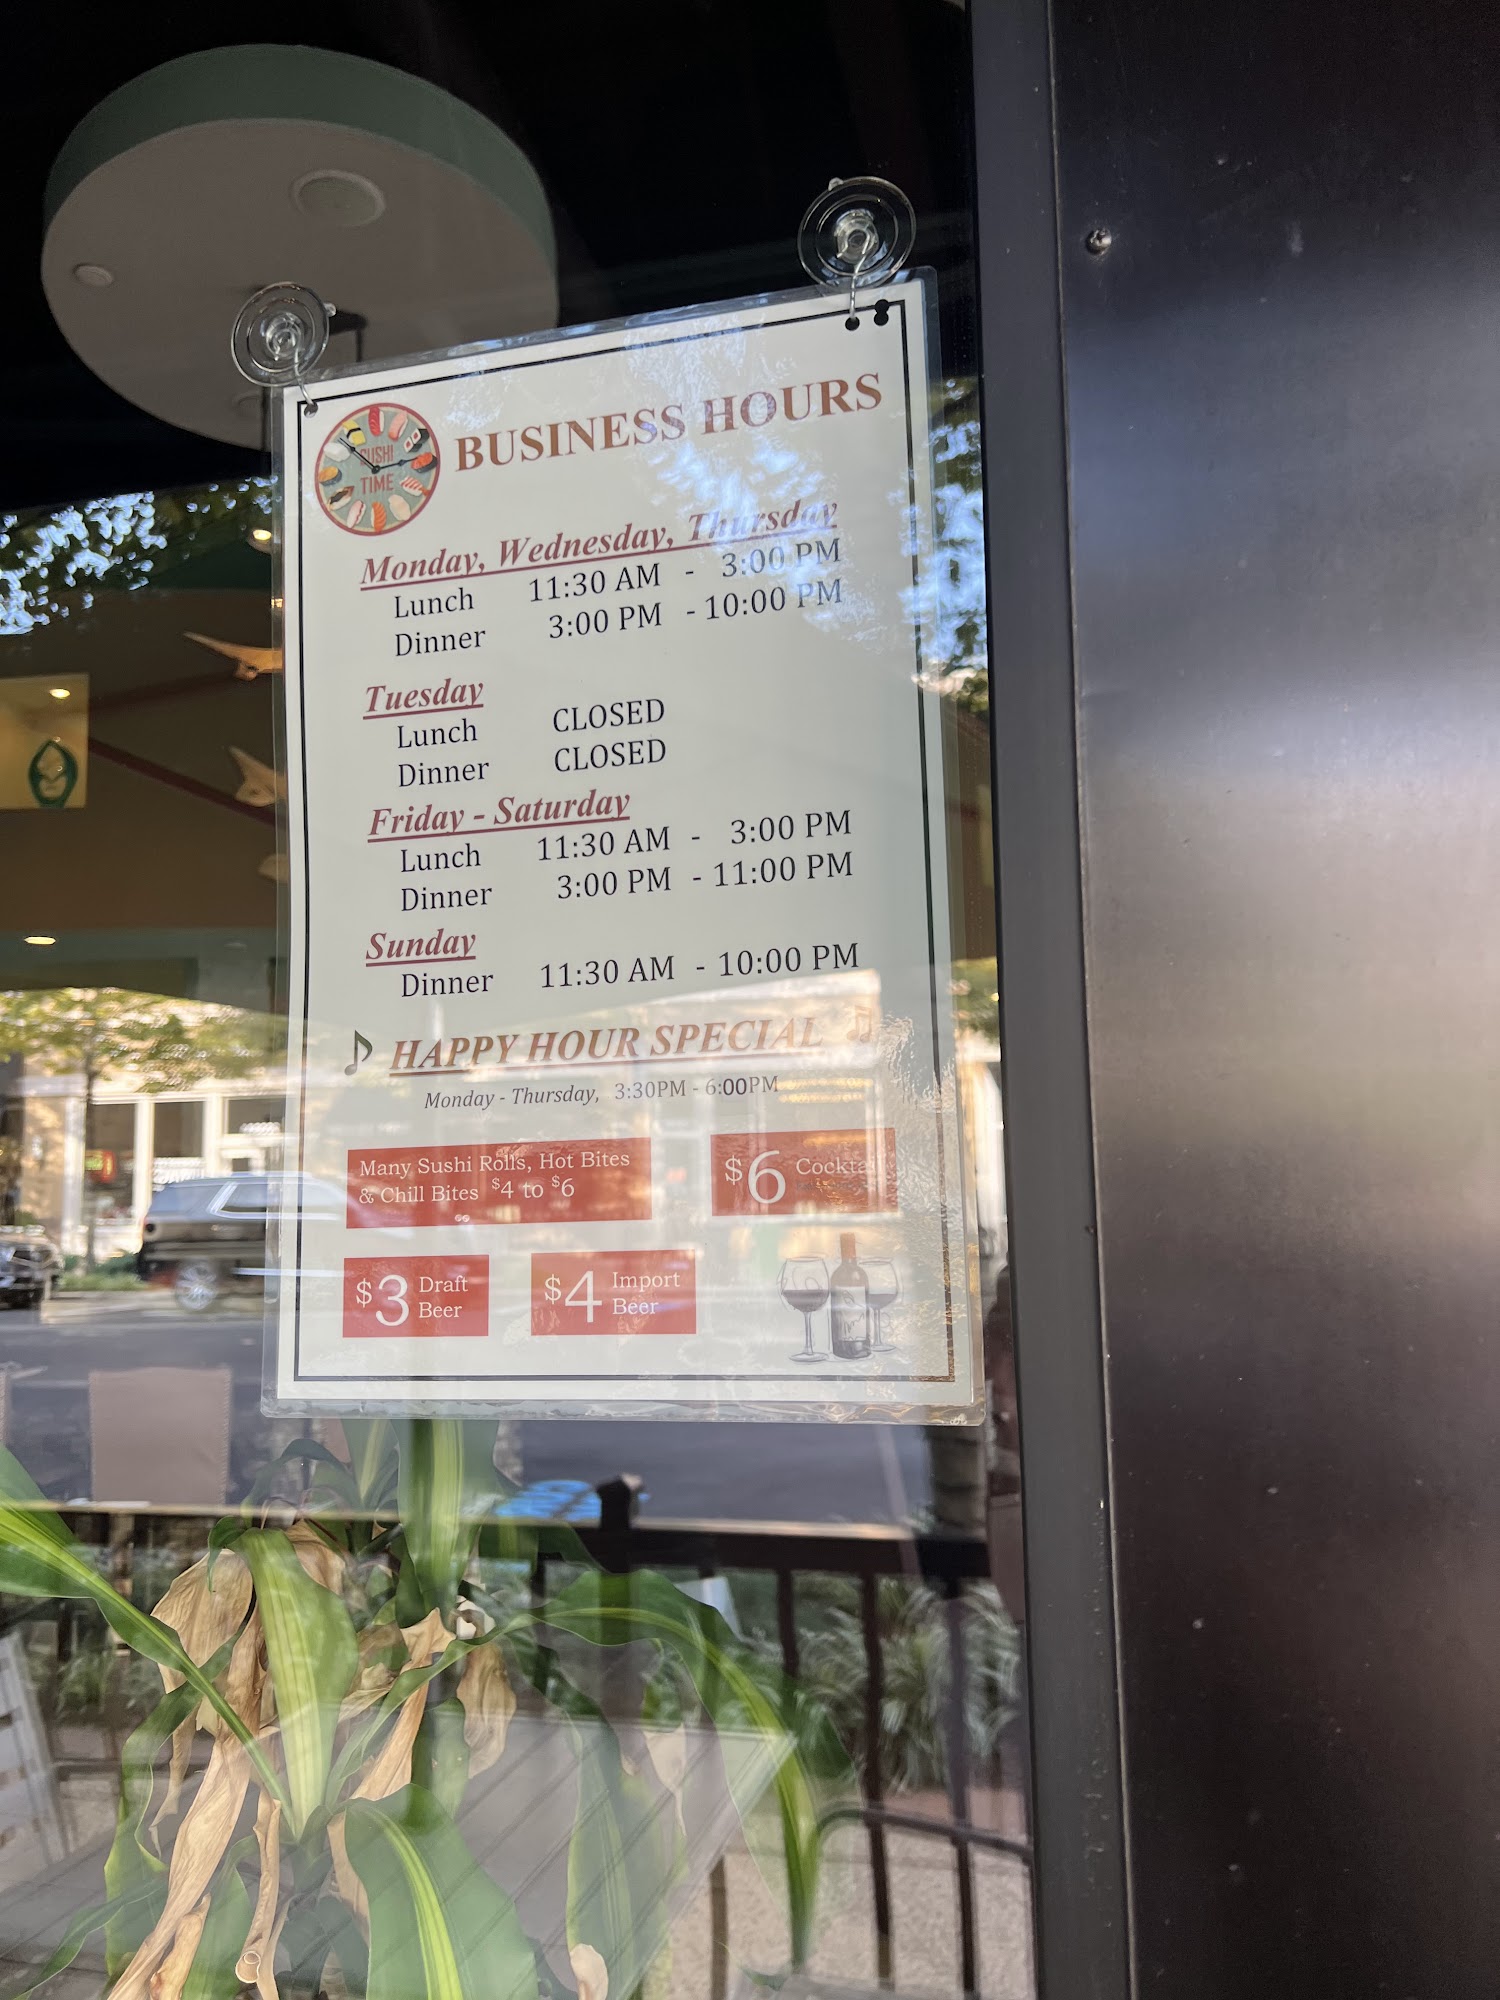 SUSHI
TIME
BUSINESS HOURS
Monday, Wednesday, Thursday
Lunch 11:30 AM - 3:00 PM
Dinner 3:00 PM - 10:00 PM
Tuesday
Lunch CLOSED
Dinner CLOSED
Friday - Saturday
Lunch 11:30 AM - 3:00 PM
Dinner 3:00 PM - 11:00 PM
Sunday
Dinner 11:30 AM - 10:00 PM
HAPPY HOUR SPECIAL
Monday - Thursday, 3:30PM - 6:00PM
Many Sushi Rolls, Hot Bites
& Chill Bites $4 to $6
$6
$3 Draft
Beer
$4 Import
Beer